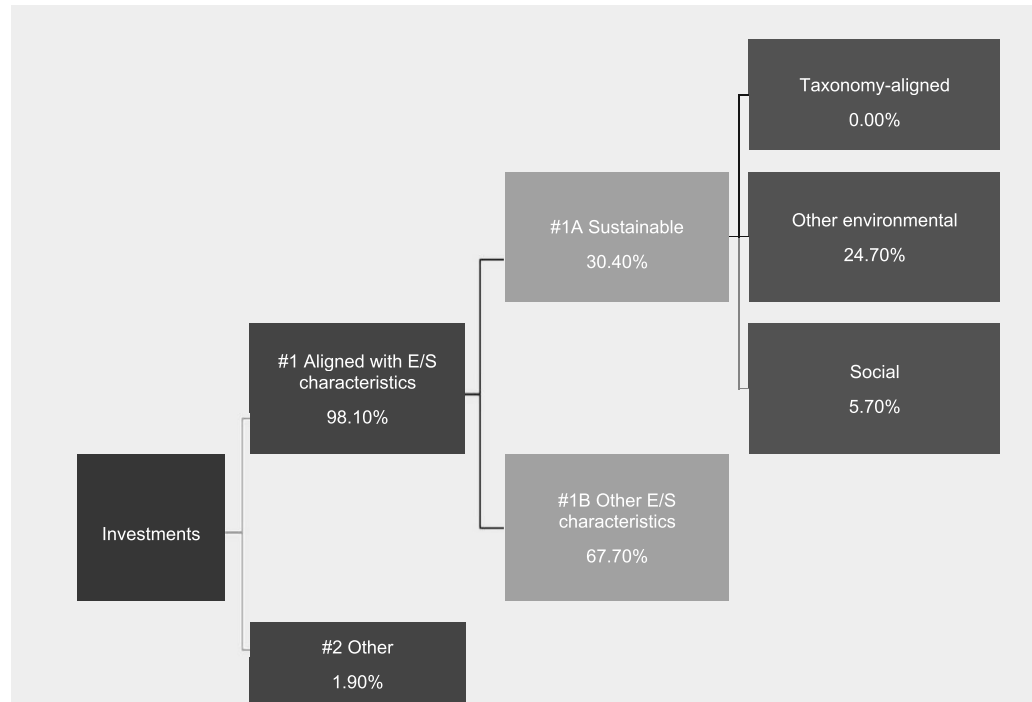 Taxonomy-aligned
0.00%
#1A Sustainable
30.40%
Other environmental
24.70%
#1 Aligned with E/S
characteristics
98.10%
Social
5.70%
Investments
#1B Other E/S
characteristics
67.70%
#2 Other
1.90%